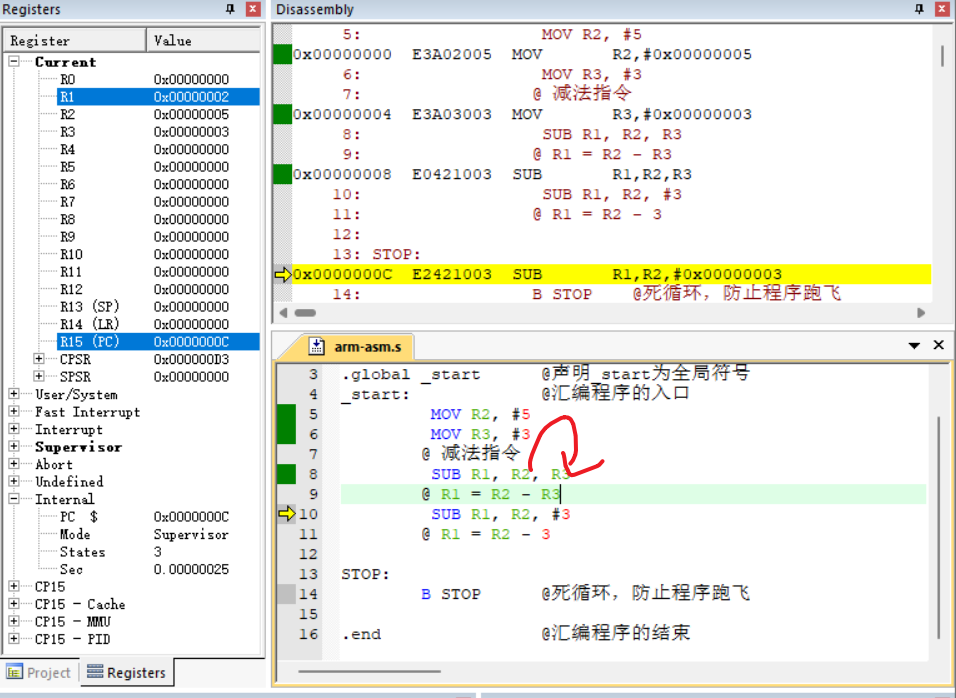 Registers
Register Value
Current
R0 0x00000000
R1 0x00000002
R2 0x00000005
R3 0x00000003
R4 0x00000000
R5 0x00000000
R6 0x00000000
R7 0x00000000
R8 0x00000000
R9 0x00000000
R10 0x00000000
R11 0x00000000
R12 0x00000000
R13 (SP) 0x00000000
R14 (LR) 0x00000000
R15 (PC) 0x0000000C
CPSR 0x000000D3
SPSR 0x00000000
User/System
Fast Interrupt
Interrupt
Supervisor
Abort
Undefined
Internal
PC $ 0x0000000C
Mode Supervisor
States 3
Sec 0.00000025
CP15
CP15 - Cache
CP15 - MMU
CP15 - PID
Project Registers
Disassembly
5: MOV R2, #5
0x00000000 E3A02005 MOV R2,#0x00000005
6: MOV R3, #3
7: @ 减法指令
0x00000004 E3A03003 MOV R3,#0x00000003
8: SUB R1, R2, R3
9: @ R1 = R2 - R3
0x00000008 E0421003 SUB R1,R2,R3
10: SUB R1, R2, #3
11: @ R1 = R2 - 3
12:
13: STOP:
0x0000000C E2421003 SUB R1,R2,#0x00000003
14: B STOP @死循环，防止程序跑飞
arm-asm.s
3 .global _start @声明_start为全局符号
4 _start: @汇编程序的入口
5 MOV R2, #5
6 MOV R3, #3
7 @ 减法指令
8 SUB R1, R2, R3
9 @ R1 = R2 - R3
10 SUB R1, R2, #3
11 @ R1 = R2 - 3
12
13 STOP:
14 B STOP @死循环，防止程序跑飞
15
16 .end @汇编程序的结束